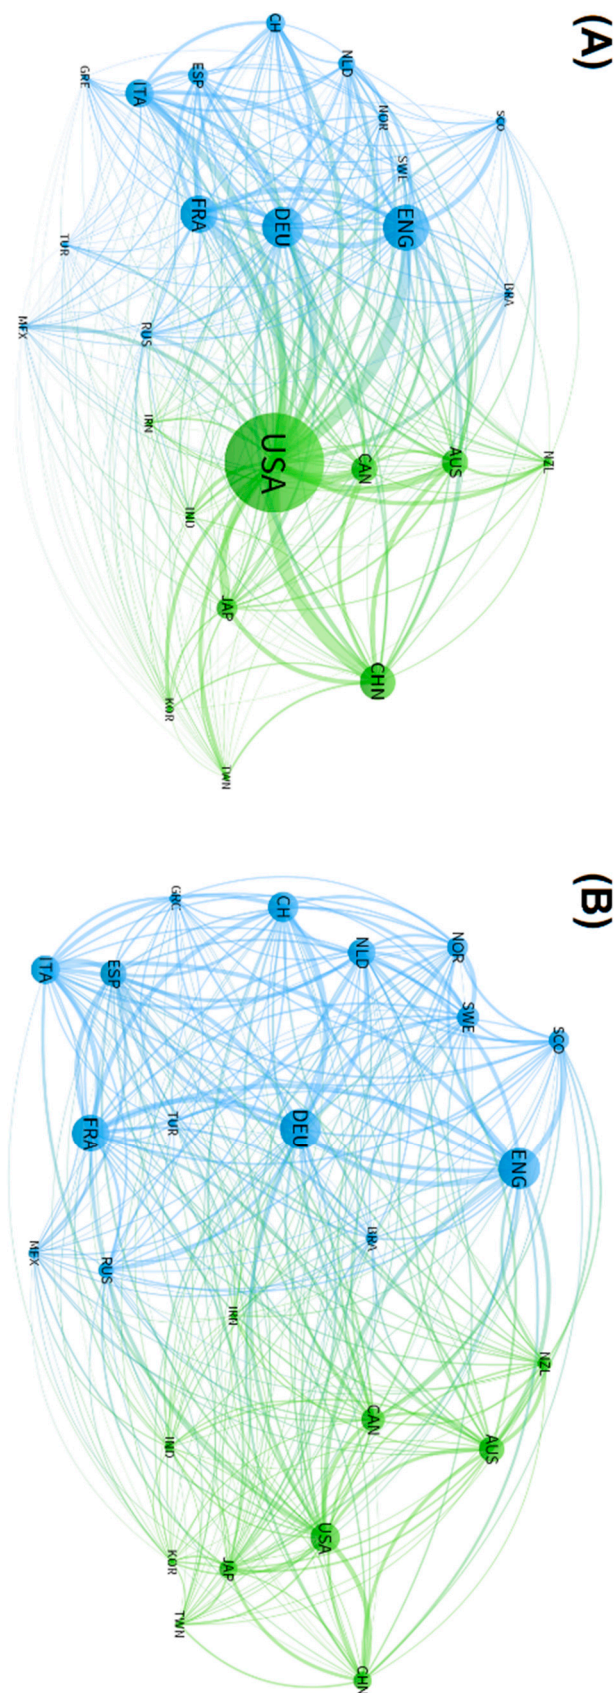 (A)
NZL
BRA
SCO
AUS
ENG
SWE
NOR
CHN
CAN
NLD
DEU
CH
USA
JAP
TWN
ESP
FRA
IND
KOR
IRN
RUS
ITA
GRE
TUR
MEX
(B)
SCO
NZL
ENG
AUS
SWE
NOR
CAN
BRA
NLD
CHN
USA
DEU
CH
IRN
JAP
TWN
GRC
TUR
KOR
IND
ESP
RUS
FRA
ITA
MEX